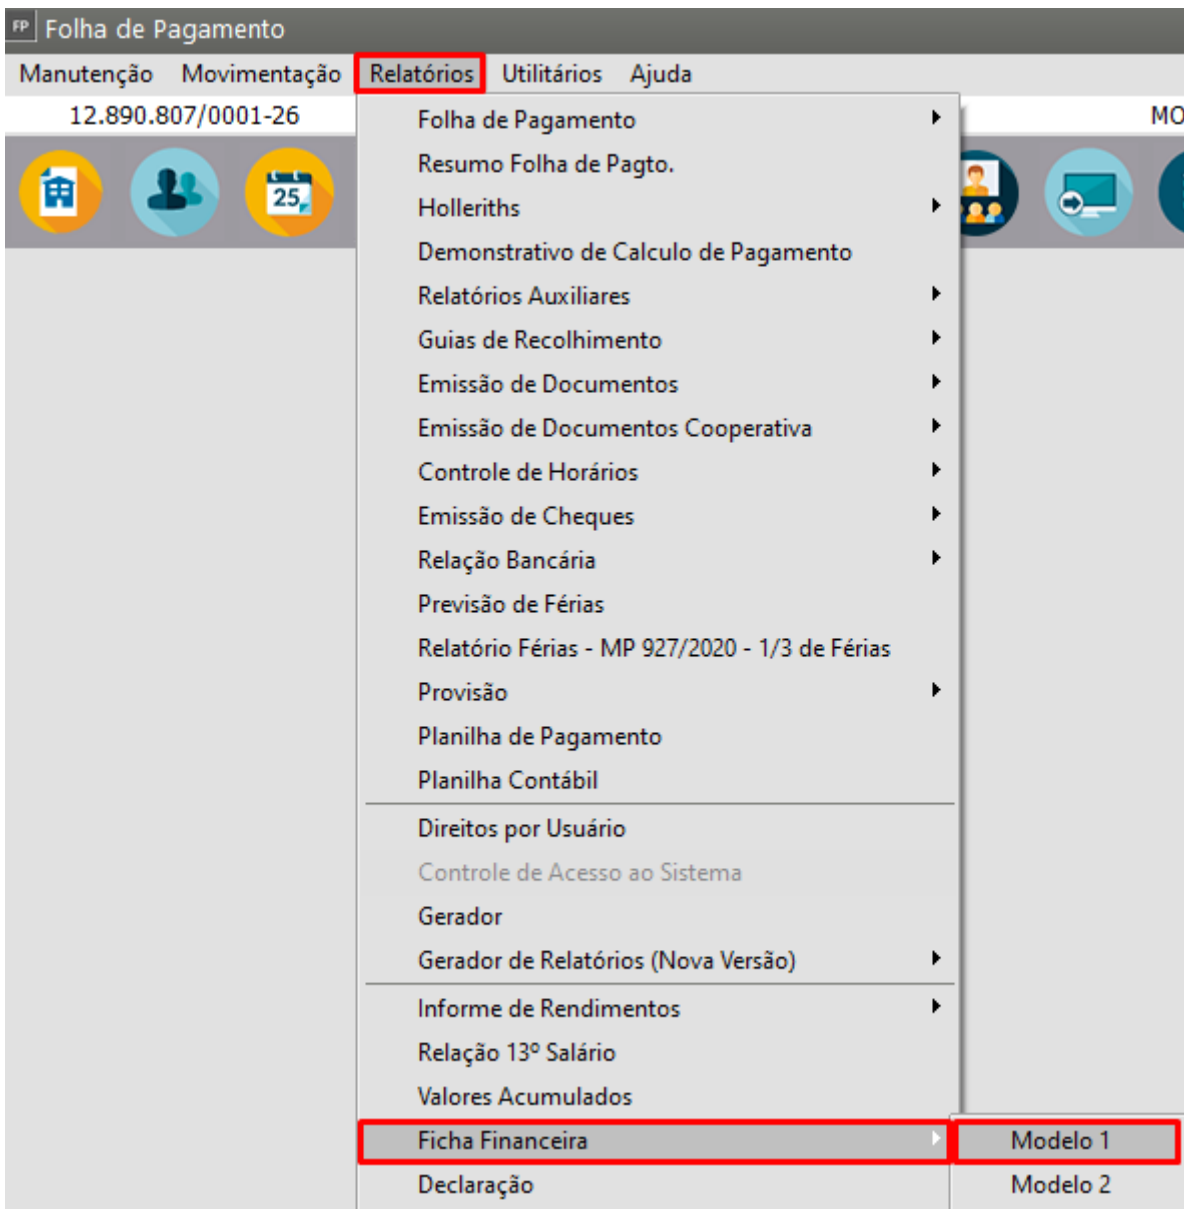 FP Folha de Pagamento
Manutenção Movimentação Relatórios Utilitários Ajuda
12.890.807/0001-26 MO
25
Folha de Pagamento
Resumo Folha de Pagto.
Holleriths
Demonstrativo de Calculo de Pagamento
Relatórios Auxiliares
Guias de Recolhimento
Emissão de Documentos
Emissão de Documentos Cooperativa
Controle de Horários
Emissão de Cheques
Relação Bancária
Previsão de Férias
Relatório Férias - MP 927/2020 - 1/3 de Férias
Provisão
Planilha de Pagamento
Planilha Contábil
Direitos por Usuário
Controle de Acesso ao Sistema
Gerador
Gerador de Relatórios (Nova Versão)
Informe de Rendimentos
Relação 13º Salário
Valores Acumulados
Ficha Financeira Modelo 1
Declaração Modelo 2